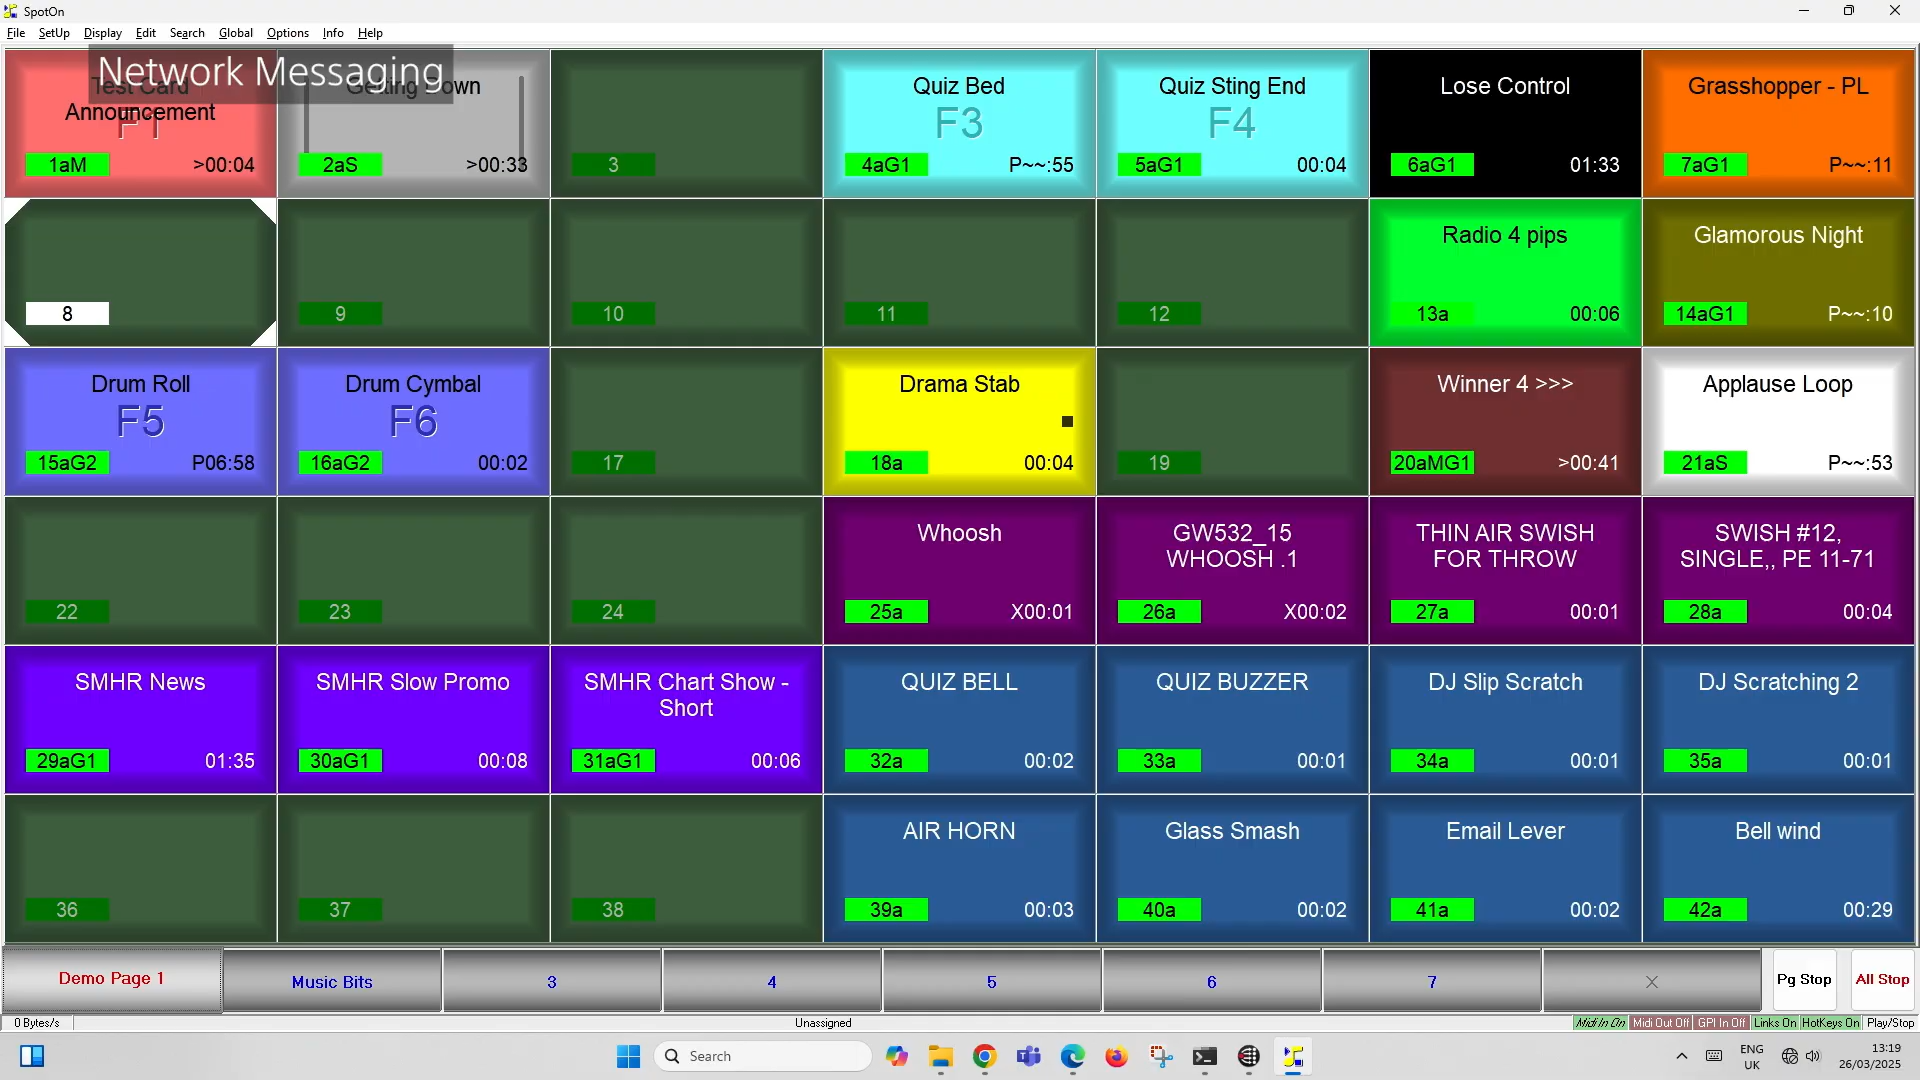 SpotOn
File SetUp Display Edit Search Global Options Info Help
Network Messaging
Test Card
Announcement
F1
1aM >00:04
Getting Down
2aS >00:33
3
Quiz Bed
F3
4aG1 P~~:55
Quiz Sting End
F4
5aG1 00:04
Lose Control
6aG1 01:33
Grasshopper - PL
7aG1 P~~:11
8
9
10
11
12
Radio 4 pips
13a 00:06
Glamorous Night
14aG1 P~~:10
Drum Roll
F5
15aG2 P06:58
Drum Cymbal
F6
16aG2 00:02
17
Drama Stab
18a 00:04
19
Winner 4 >>>
20aMG1 >00:41
Applause Loop
21aS P~~:53
22
23
24
Whoosh
25a X00:01
GW532_15
WHOOSH .1
26a X00:02
THIN AIR SWISH
FOR THROW
27a 00:01
SWISH #12,
SINGLE,, PE 11-71
28a 00:04
SMHR News
29aG1 01:35
SMHR Slow Promo
30aG1 00:08
SMHR Chart Show -
Short
31aG1 00:06
QUIZ BELL
32a 00:02
QUIZ BUZZER
33a 00:01
DJ Slip Scratch
34a 00:01
DJ Scratching 2
35a 00:01
36
37
38
AIR HORN
39a 00:03
Glass Smash
40a 00:02
Email Lever
41a 00:02
Bell wind
42a 00:29
Demo Page 1 Music Bits 3 4 5 6 7 Pg Stop All Stop
0 Bytes/s Unassigned Midi In On Midi Out Off GPI In Off Links On HotKeys On Play/Stop
Search
ENG
UK
13:19
26/03/2025